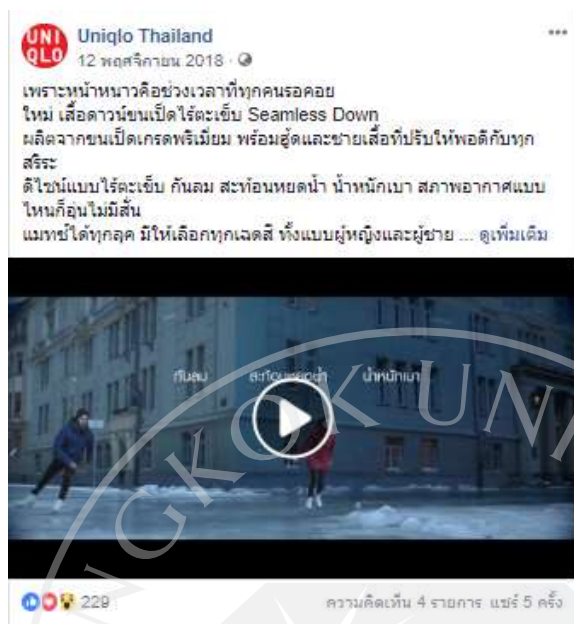 UNI
QLO
Uniqlo Thailand
12 พฤศจิกายน 2018
เพราะหน้าหนาวคือช่วงเวลาที่ทุกคนรอคอย
ใหม่ เสื้อดาวน์ขนเป็ดไร้ตะเข็บ Seamless Down
ผลิตจากขนเป็ดเกรดพรีเมี่ยม พร้อมฮู้ดและชายเสื้อที่ปรับให้พอดีกับทุก
สรีระ
ดีไซน์แบบไร้ตะเข็บ กันลม สะท้อนหยดน้ำ น้ำหนักเบา สภาพอากาศแบบ
ไหนก็อุ่นไม่มีสั่น
แมทช์ได้ทุกลุค มีให้เลือกทุกเฉดสี ทั้งแบบผู้หญิงและผู้ชาย ... ดูเพิ่มเติม
กันลม สะท้อนหยดน้ำ น้ำหนักเบา
NGKOK UNI
229 ความคิดเห็น 4 รายการ แชร์ 5 ครั้ง